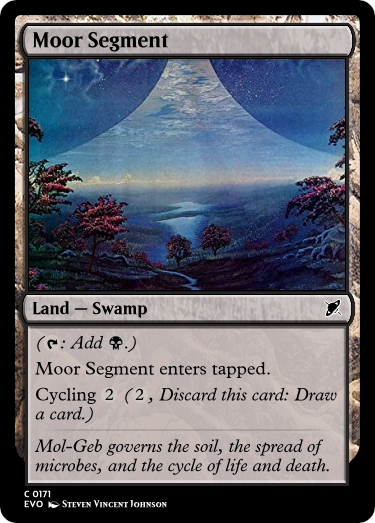 Moor Segment
Land — Swamp
(: Add .)
Moor Segment enters tapped.
Cycling 2 (2, Discard this card: Draw
a card.)
Mol-Geb governs the soil, the spread of
microbes, and the cycle of life and death.
C 0171
EVO Steven Vincent Johnson